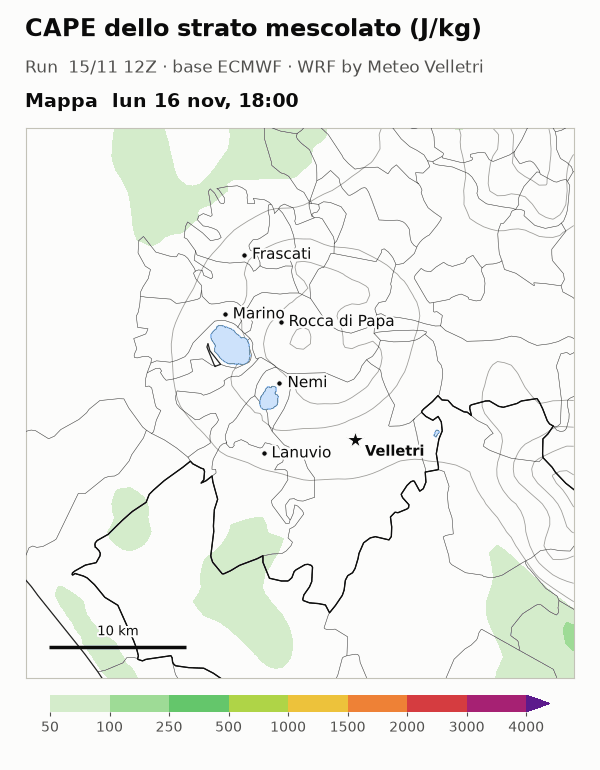 CAPE dello strato mescolato (J/kg)
Run  15/11 12Z · base ECMWF · WRF by Meteo Velletri
Mappa  lun 16 nov, 18:00
Frascati
Marino
Rocca di Papa
Nemi
Velletri
Lanuvio
10 km
50 100 250 500 1000 1500 2000 3000 4000